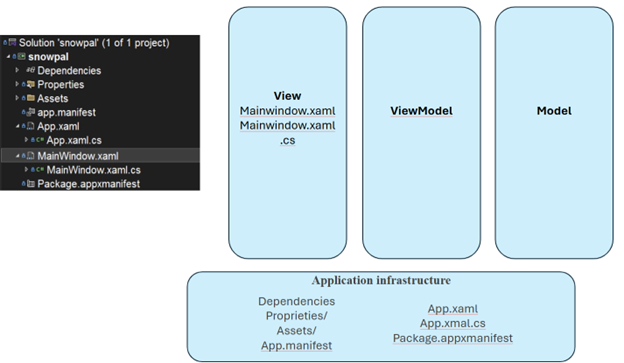 Solution 'snowpal' (1 of 1 project)
snowpal
Dependencies
Properties
Assets
app.manifest
App.xaml
C# App.xaml.cs
MainWindow.xaml
C# MainWindow.xaml.cs
Package.appxmanifest
View
Mainwindow.xaml
Mainwindow.xaml
.cs
ViewModel
Model
Application infrastructure
Dependencies
Proprieties/
Assets/
App.manifest
App.xaml
App.xmal.cs
Package.appxmanifest